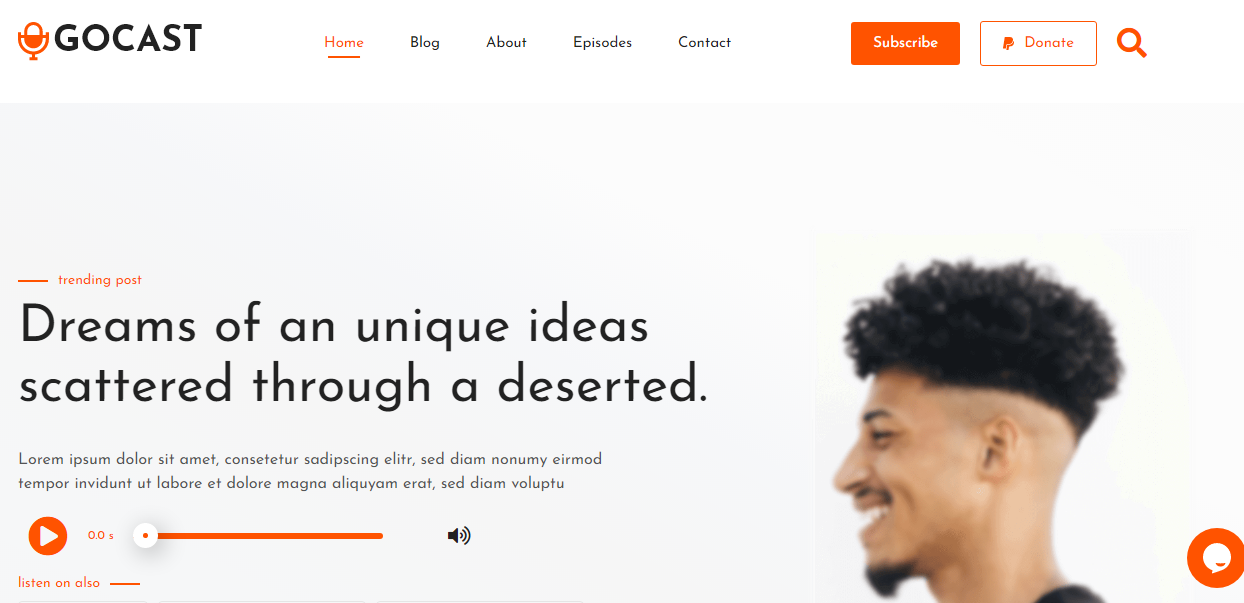 GOCAST
Home
Blog
About
Episodes
Contact
Subscribe
Donate
trending post
Dreams of an unique ideas
scattered through a deserted.
Lorem ipsum dolor sit amet, consetetur sadipscing elitr, sed diam nonumy eirmod
tempor invidunt ut labore et dolore magna aliquyam erat, sed diam voluptu
0.0 s
listen on also